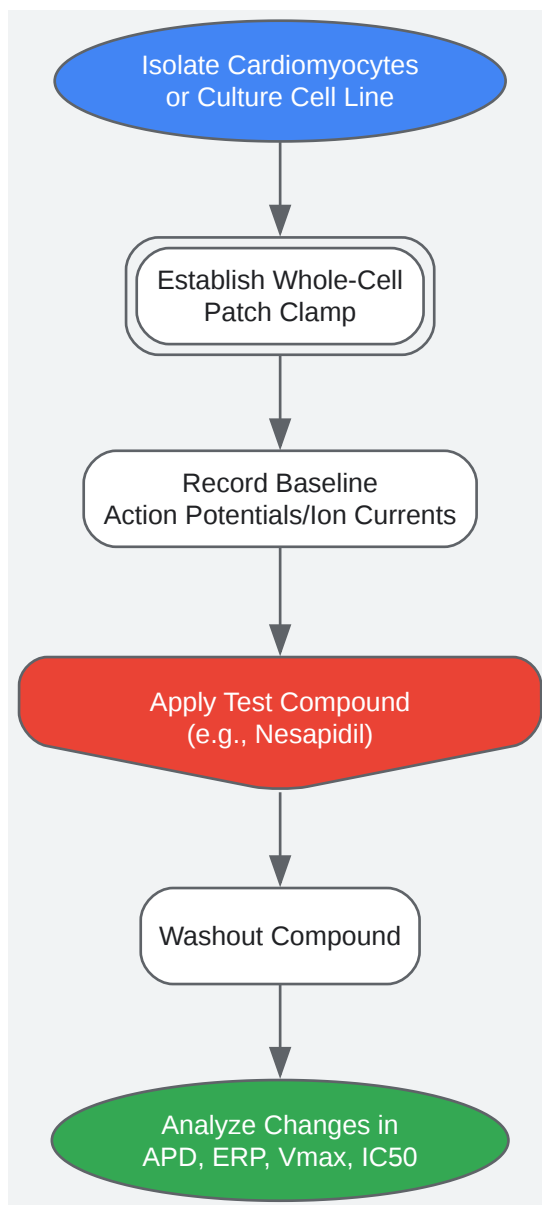 Isolate Cardiomyocytes
or Culture Cell Line
Establish Whole-Cell
Patch Clamp
Record Baseline
Action Potentials/Ion Currents
Apply Test Compound
(e.g., Nesapidil)
Washout Compound
Analyze Changes in
APD, ERP, Vmax, IC50